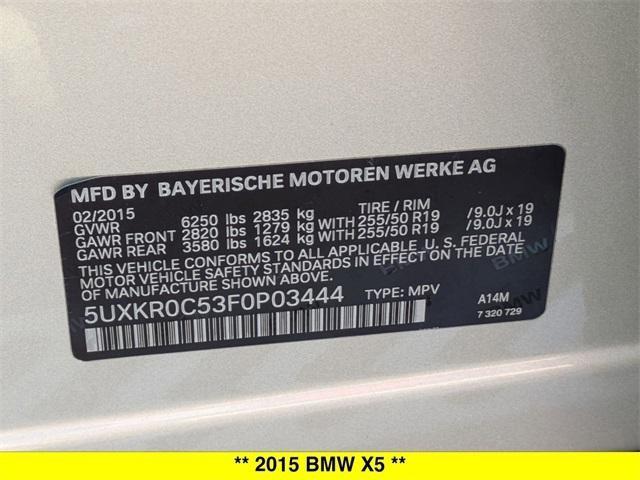 MFD BY BAYERISCHE MOTOREN WERKE AG
02/2015 TIRE / RIM
GVWR 6250 lbs 2835 kg
GAWR FRONT 2820 lbs 1279 kg WITH 255/50 R19 /9.0J x 19
GAWR REAR 3580 lbs 1624 kg WITH 255/50 R19 /9.0J x 19
THIS VEHICLE CONFORMS TO ALL APPLICABLE U.S. FEDERAL
MOTOR VEHICLE SAFETY STANDARDS IN EFFECT ON THE DATE
OF MANUFACTURE SHOWN ABOVE.
5UXKR0C53F0P03444 TYPE: MPV A14M
7 320 729
BMW
BMW
** 2015 BMW X5 **